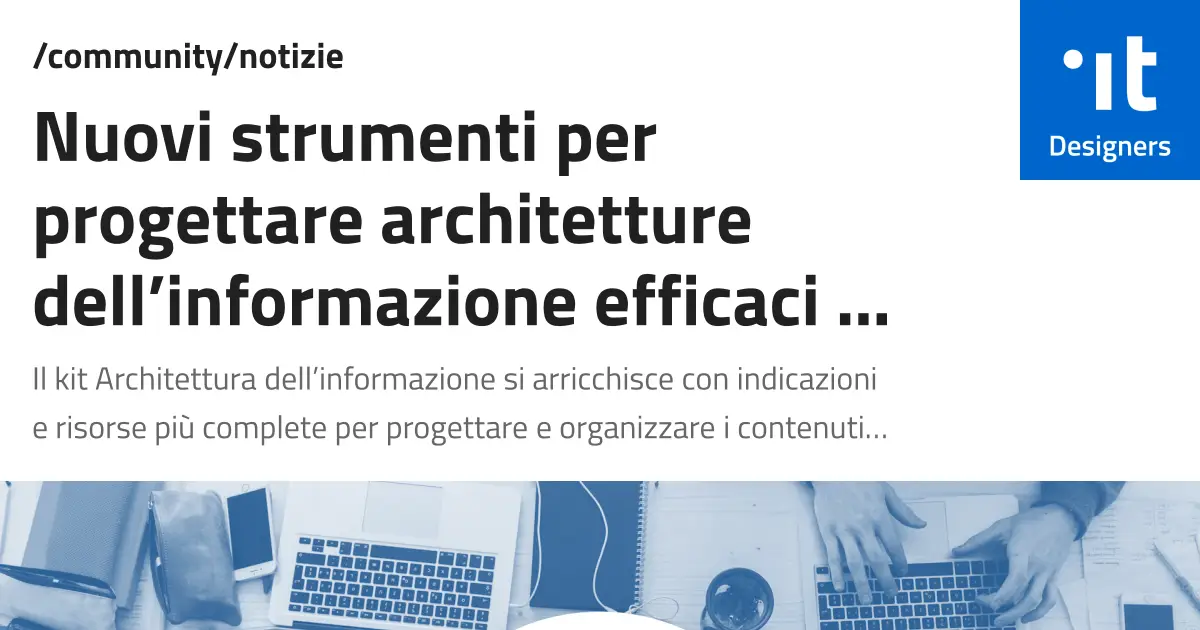 /community/notizie
Nuovi strumenti per
progettare architetture
dell’informazione efficaci ...
Il kit Architettura dell’informazione si arricchisce con indicazioni
e risorse più complete per progettare e organizzare i contenuti...
it
Designers